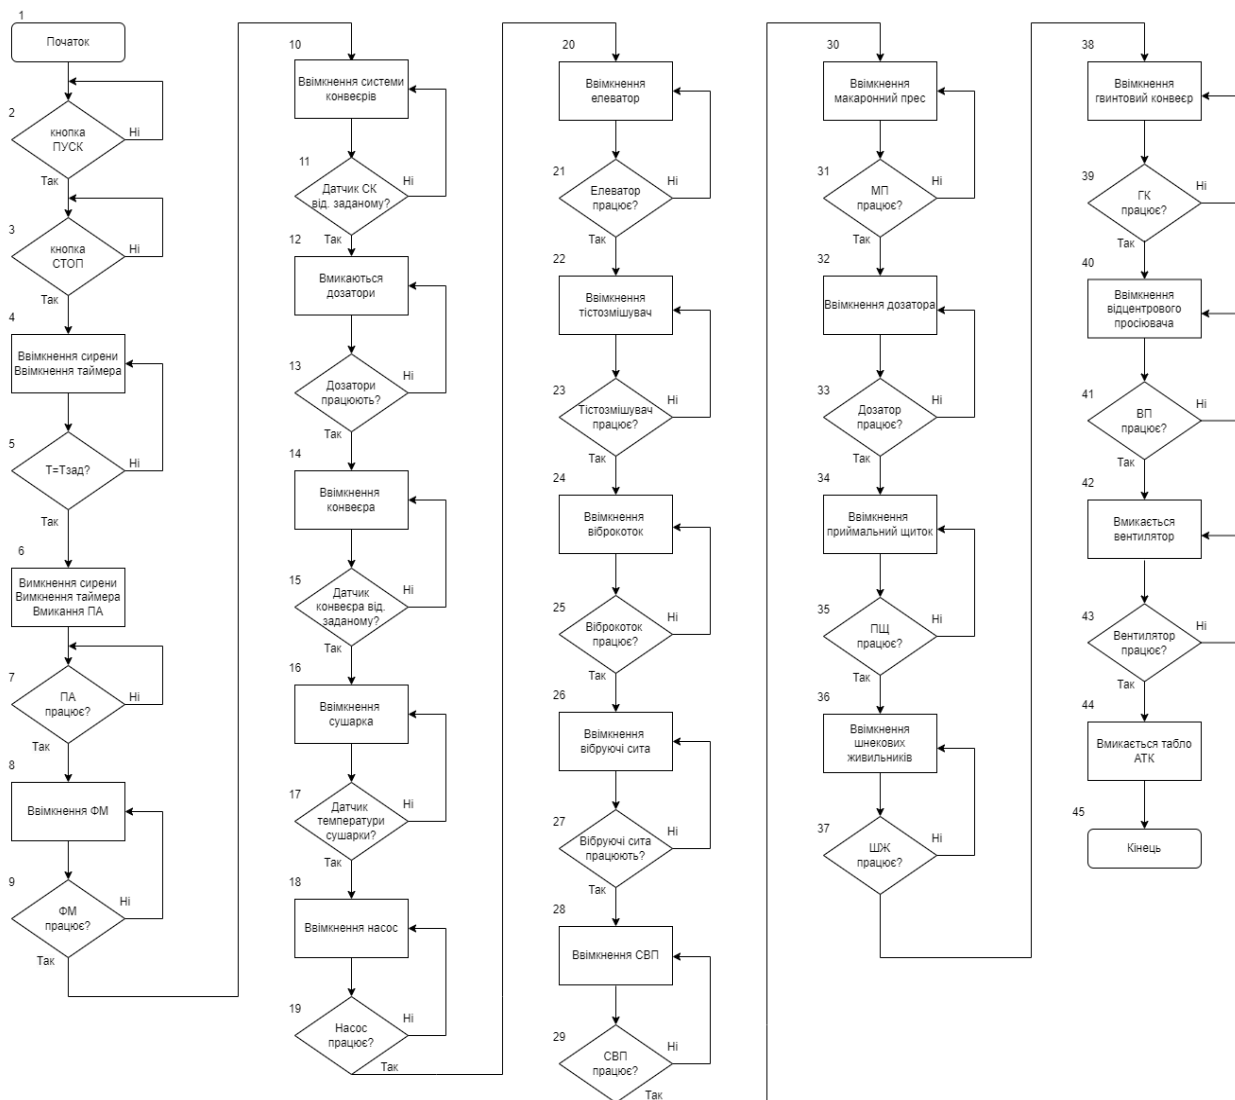 1
Початок
2
кнопка
ПУСК
Ні
Так
3
кнопка
СТОП
Ні
Так
4
Ввімкнення сирени
Ввімкнення таймера
5
Т=Тзад?
Ні
Так
6
Вимкнення сирени
Вимкнення таймера
Вмикання ПА
7
ПА
працює?
Ні
Так
8
Ввімкнення ФМ
9
ФМ
працює?
Ні
Так
10
Ввімкнення системи
конвеєрів
11
Датчик СК
від. заданому?
Ні
Так
12
Вмикаються
дозатори
13
Дозатори
працюють?
Ні
Так
14
Ввімкнення
конвеєра
15
Датчик
конвеєра від.
заданому?
Ні
Так
16
Ввімкнення
сушарка
17
Датчик
температури
сушарки?
Ні
Так
18
Ввімкнення насос
19
Насос
працює?
Ні
Так
20
Ввімкнення
елеватор
21
Елеватор
працює?
Ні
Так
22
Ввімкнення
тістозмішувач
23
Тістозмішувач
працює?
Ні
Так
24
Ввімкнення
віброкоток
25
Віброкоток
працює?
Ні
Так
26
Ввімкнення
вібруючі сита
27
Вібруючі сита
працюють?
Ні
Так
28
Ввімкнення СВП
29
СВП
працює?
Ні
Так
30
Ввімкнення
макаронний прес
31
МП
працює?
Ні
Так
32
Ввімкнення дозатора
33
Дозатор
працює?
Ні
Так
34
Ввімкнення
приймальний щиток
35
ПЩ
працює?
Ні
Так
36
Ввімкнення
шнекових
живильників
37
ШЖ
працює?
Ні
Так
38
Ввімкнення
гвинтовий конвеєр
39
ГК
працює?
Ні
Так
40
Ввімкнення
відцентрового
просіювача
41
ВП
працює?
Ні
Так
42
Вмикається
вентилятор
43
Вентилятор
працює?
Ні
Так
44
Вмикається табло
АТК
45
Кінець